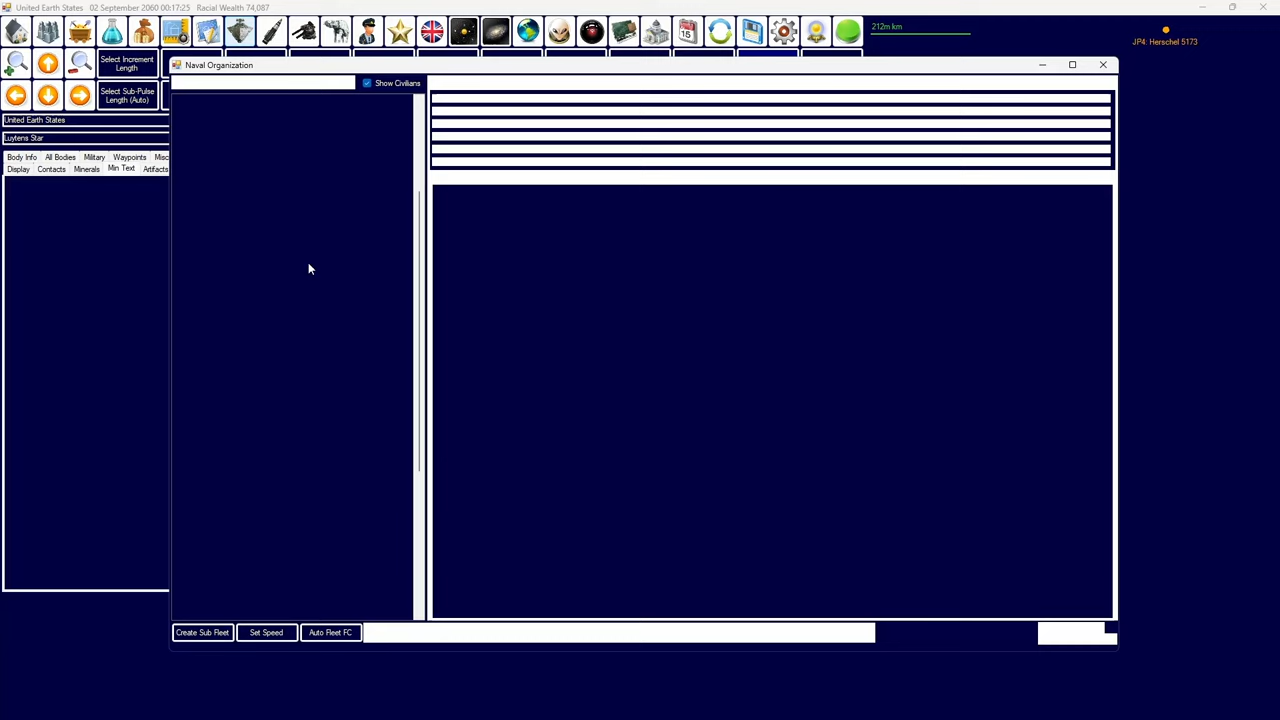 United Earth States   02 September 2060 00:17:25   Racial Wealth 74,087
15
212m km
JP4: Herschel 5173
Select Increment
Length
Select Sub-Pulse
Length (Auto)
Naval Organization
Show Civilians
United Earth States
Luytens Star
Body Info All Bodies Military Waypoints Misc
Display Contacts Minerals Min Text Artifacts
Create Sub Fleet Set Speed Auto Fleet FC